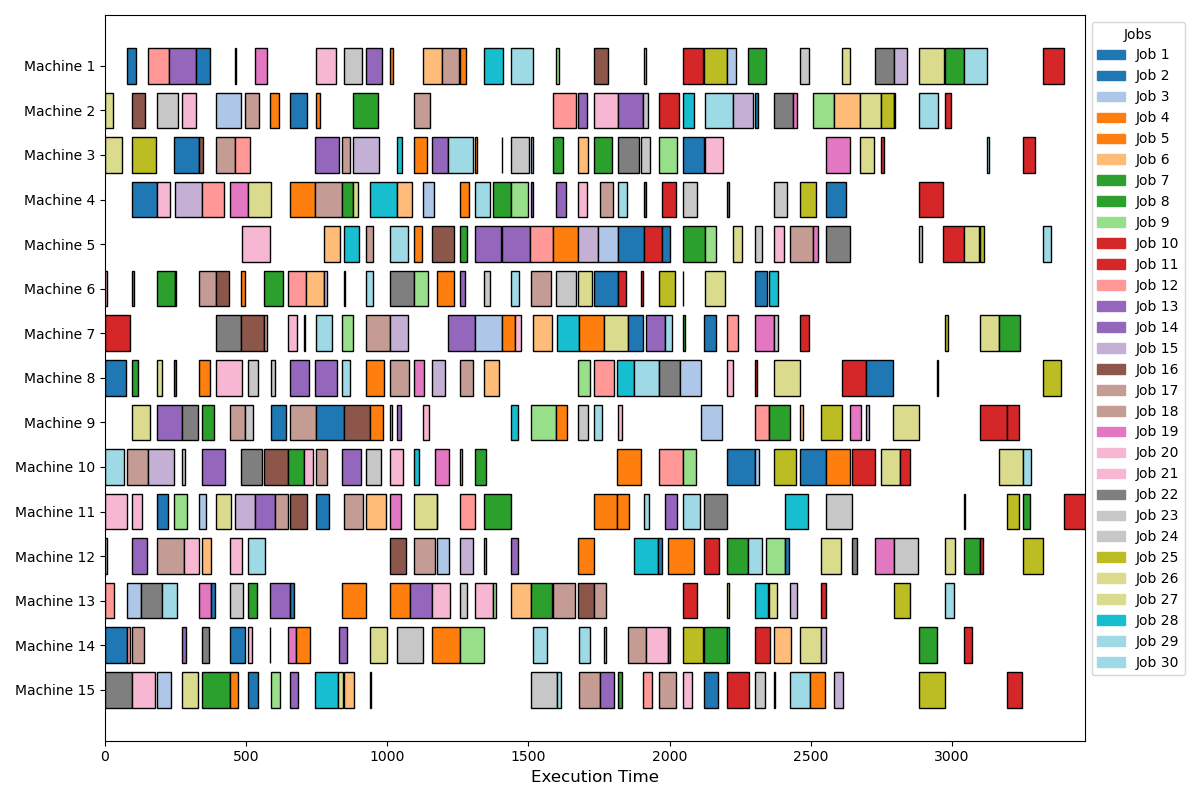 Machine 1
Machine 2
Machine 3
Machine 4
Machine 5
Machine 6
Machine 7
Machine 8
Machine 9
Machine 10
Machine 11
Machine 12
Machine 13
Machine 14
Machine 15
0 500 1000 1500 2000 2500 3000
Execution Time
Jobs
Job 1
Job 2
Job 3
Job 4
Job 5
Job 6
Job 7
Job 8
Job 9
Job 10
Job 11
Job 12
Job 13
Job 14
Job 15
Job 16
Job 17
Job 18
Job 19
Job 20
Job 21
Job 22
Job 23
Job 24
Job 25
Job 26
Job 27
Job 28
Job 29
Job 30